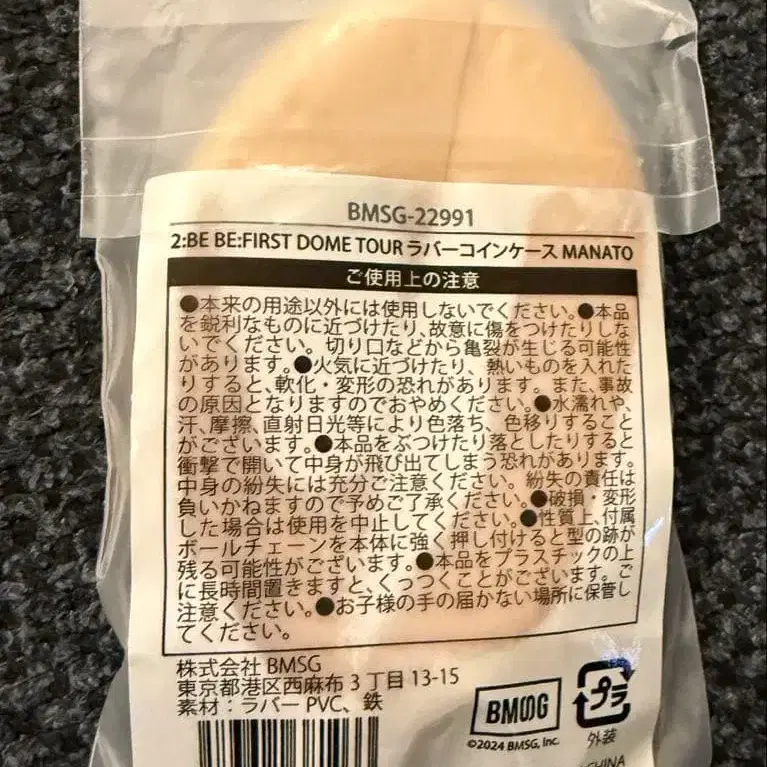 BMSG-22991
2:BE BE:FIRST DOME TOUR ラバーコインケース MANATO
ご使用上の注意
●本来の用途以外には使用しないでください。●本品
を鋭利なものに近づけたり、故意に傷をつけたりしな
いでください。切り口などから亀裂が生じる可能性
があります。●火気に近づけたり、熱いものを入れた
りすると、軟化・変形の恐れがあります。また、事故
の原因となりますのでおやめください。●水濡れや、
汗、摩擦、直射日光等により色落ち、色移りすること
がございます。●本品をぶつけたり落としたりすると
衝撃で開いて中身が飛び出てしまう恐れがあります。
中身の紛失には充分ご注意ください。紛失の責任は
負いかねますので予めご了承ください。●破損・変形
した場合は使用を中止してください。●性質上、付属
ボールチェーンを本体に強く押し付けると型の跡が
残る可能性がございます。●本品をプラスチックの上
に長時間置きますと、くっつくことがございます。ご
注意ください。●お子様の手の届かない場所に保管し
てください。
株式会社 BMSG
東京都港区西麻布 3 丁目 13-15
素材：ラバー PVC、鉄
BMSG
©2024 BMSG, Inc.
プラ
外装
CHINA